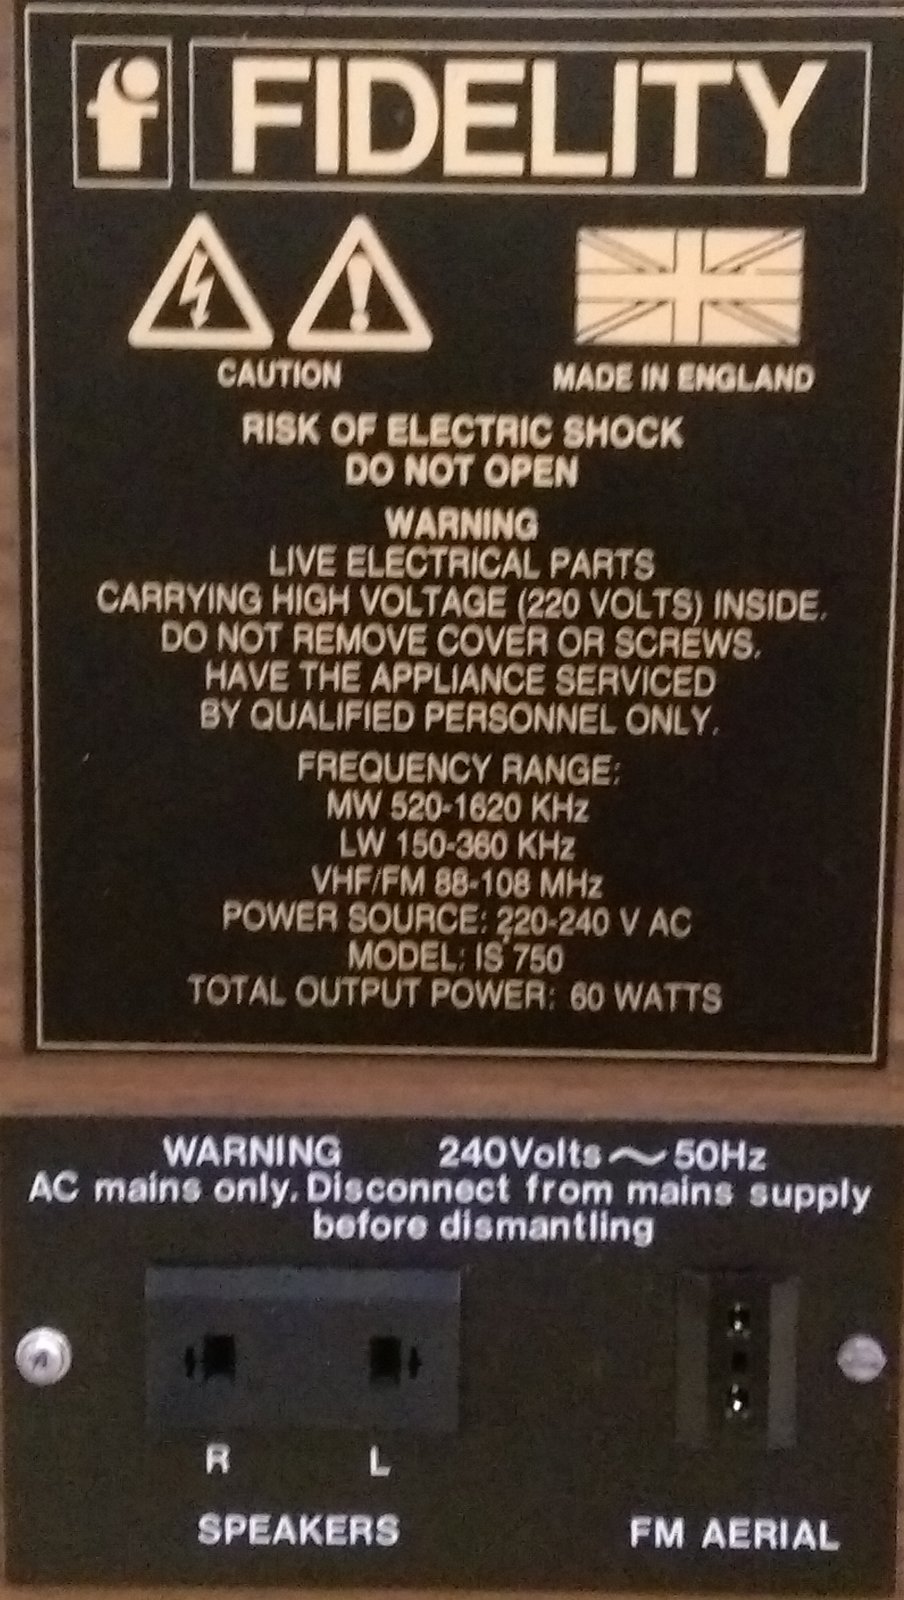 FIDELITY
CAUTION
MADE IN ENGLAND
RISK OF ELECTRIC SHOCK
DO NOT OPEN
WARNING
LIVE ELECTRICAL PARTS
CARRYING HIGH VOLTAGE (220 VOLTS) INSIDE.
DO NOT REMOVE COVER OR SCREWS.
HAVE THE APPLIANCE SERVICED
BY QUALIFIED PERSONNEL ONLY.
FREQUENCY RANGE:
MW 520-1620 KHz
LW 150-360 KHz
VHF/FM 88-108 MHz
POWER SOURCE: 220-240 V AC
MODEL: IS 750
TOTAL OUTPUT POWER: 60 WATTS
WARNING 240Volts ~ 50Hz
AC mains only. Disconnect from mains supply
before dismantling
R L
SPEAKERS FM AERIAL